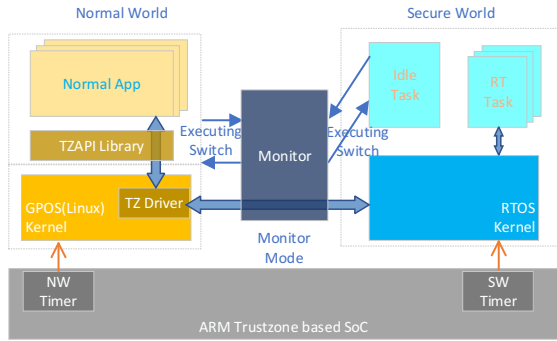 Normal World
Secure World
Normal App
Idle
Task
RT
Task
TZAPI Library
Executing
Switch
Monitor
Executing
Switch
GPOS(Linux)
Kernel
TZ Driver
RTOS
Kernel
Monitor
Mode
NW
Timer
SW
Timer
ARM Trustzone based SoC